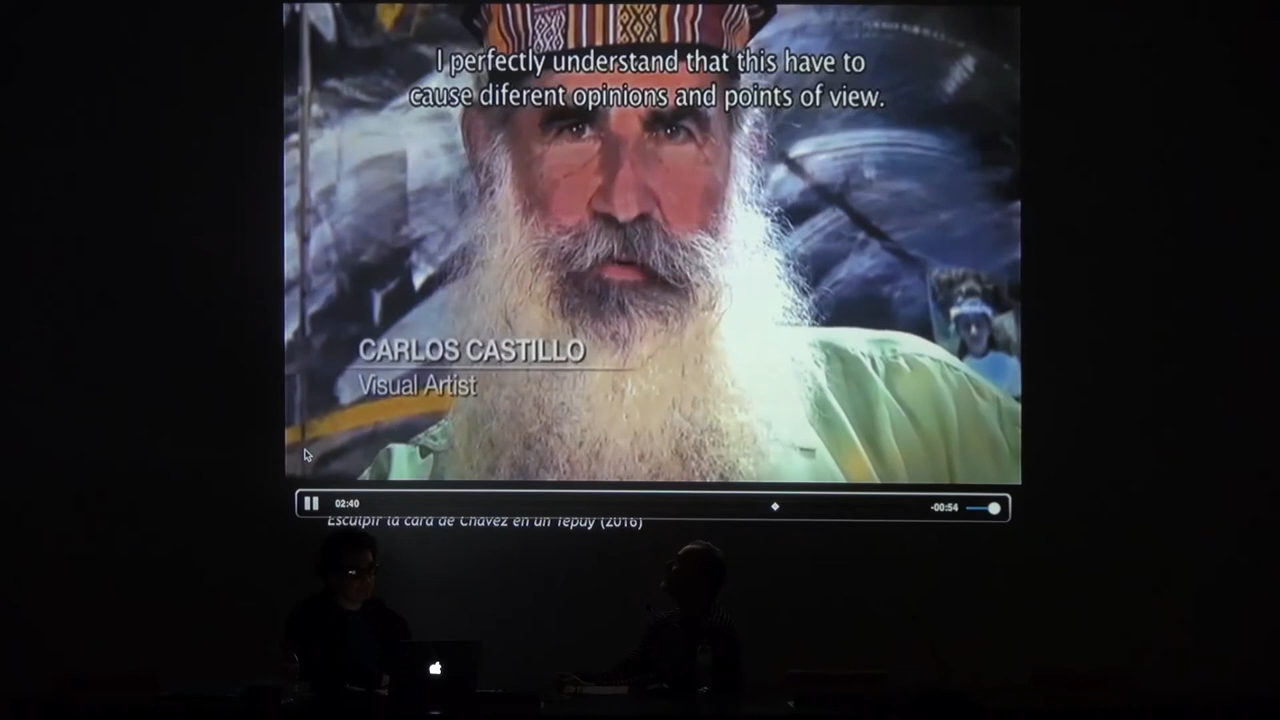 I perfectly understand that this have to
cause diferent opinions and points of view.
CARLOS CASTILLO
Visual Artist
02:40
-00:54
Esculpir la cara de Chávez en un Tepuy (2016)